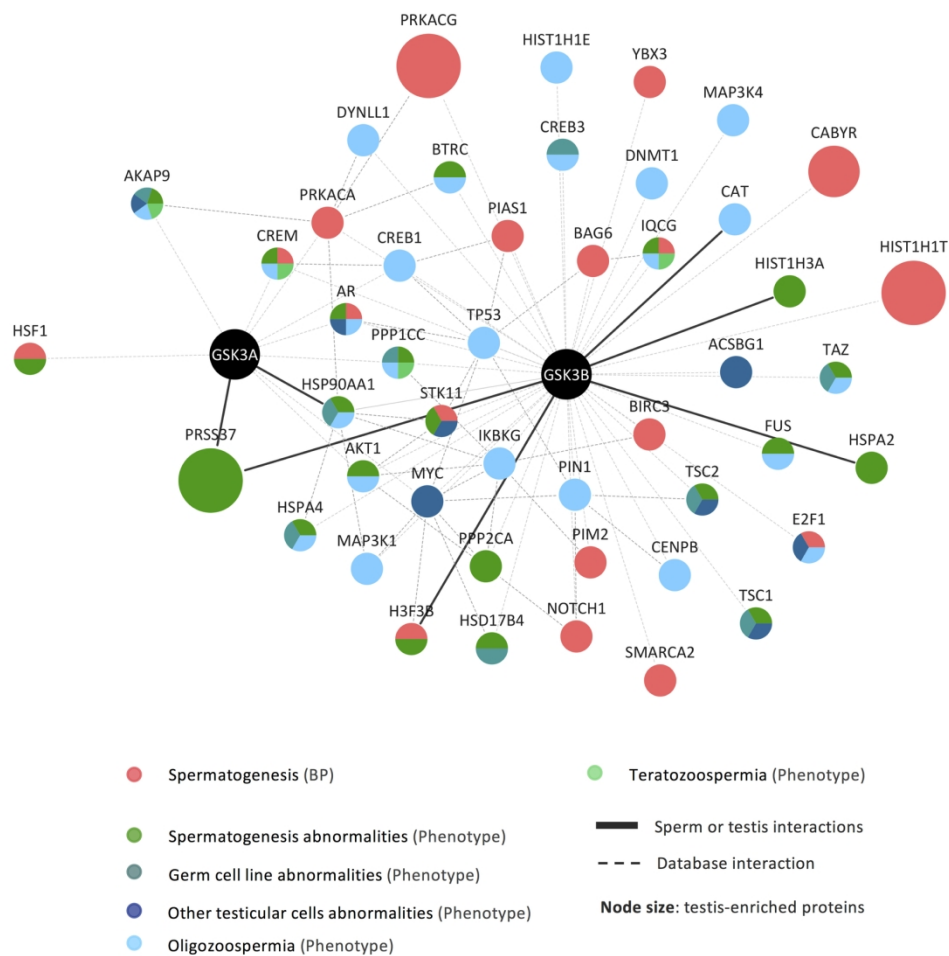 PRKACG
HIST1H1E
YBX3
MAP3K4
DYNLL1
CREB3
CABYR
BTRC
DNMT1
AKAP9
PRKACA
CAT
PIAS1
IQCG
CREM
CREB1
BAG6
HIST1H3A
HIST1H1T
AR
TP53
HSF1
GSK3A
PPP1CC
GSK3B
ACSBG1
TAZ
HSP90AA1
STK11
BIRC3
PRSS37
IKBKG
FUS
HSPA2
AKT1
MYC
PIN1
TSC2
HSPA4
E2F1
MAP3K1
PPP2CA
PIM2
CENPB
H3F3B
HSD17B4
NOTCH1
TSC1
SMARCA2
Spermatogenesis (BP)
Teratozoospermia (Phenotype)
Spermatogenesis abnormalities (Phenotype)
Sperm or testis interactions
Germ cell line abnormalities (Phenotype)
Database interaction
Other testicular cells abnormalities (Phenotype)
Node size: testis-enriched proteins
Oligozoospermia (Phenotype)